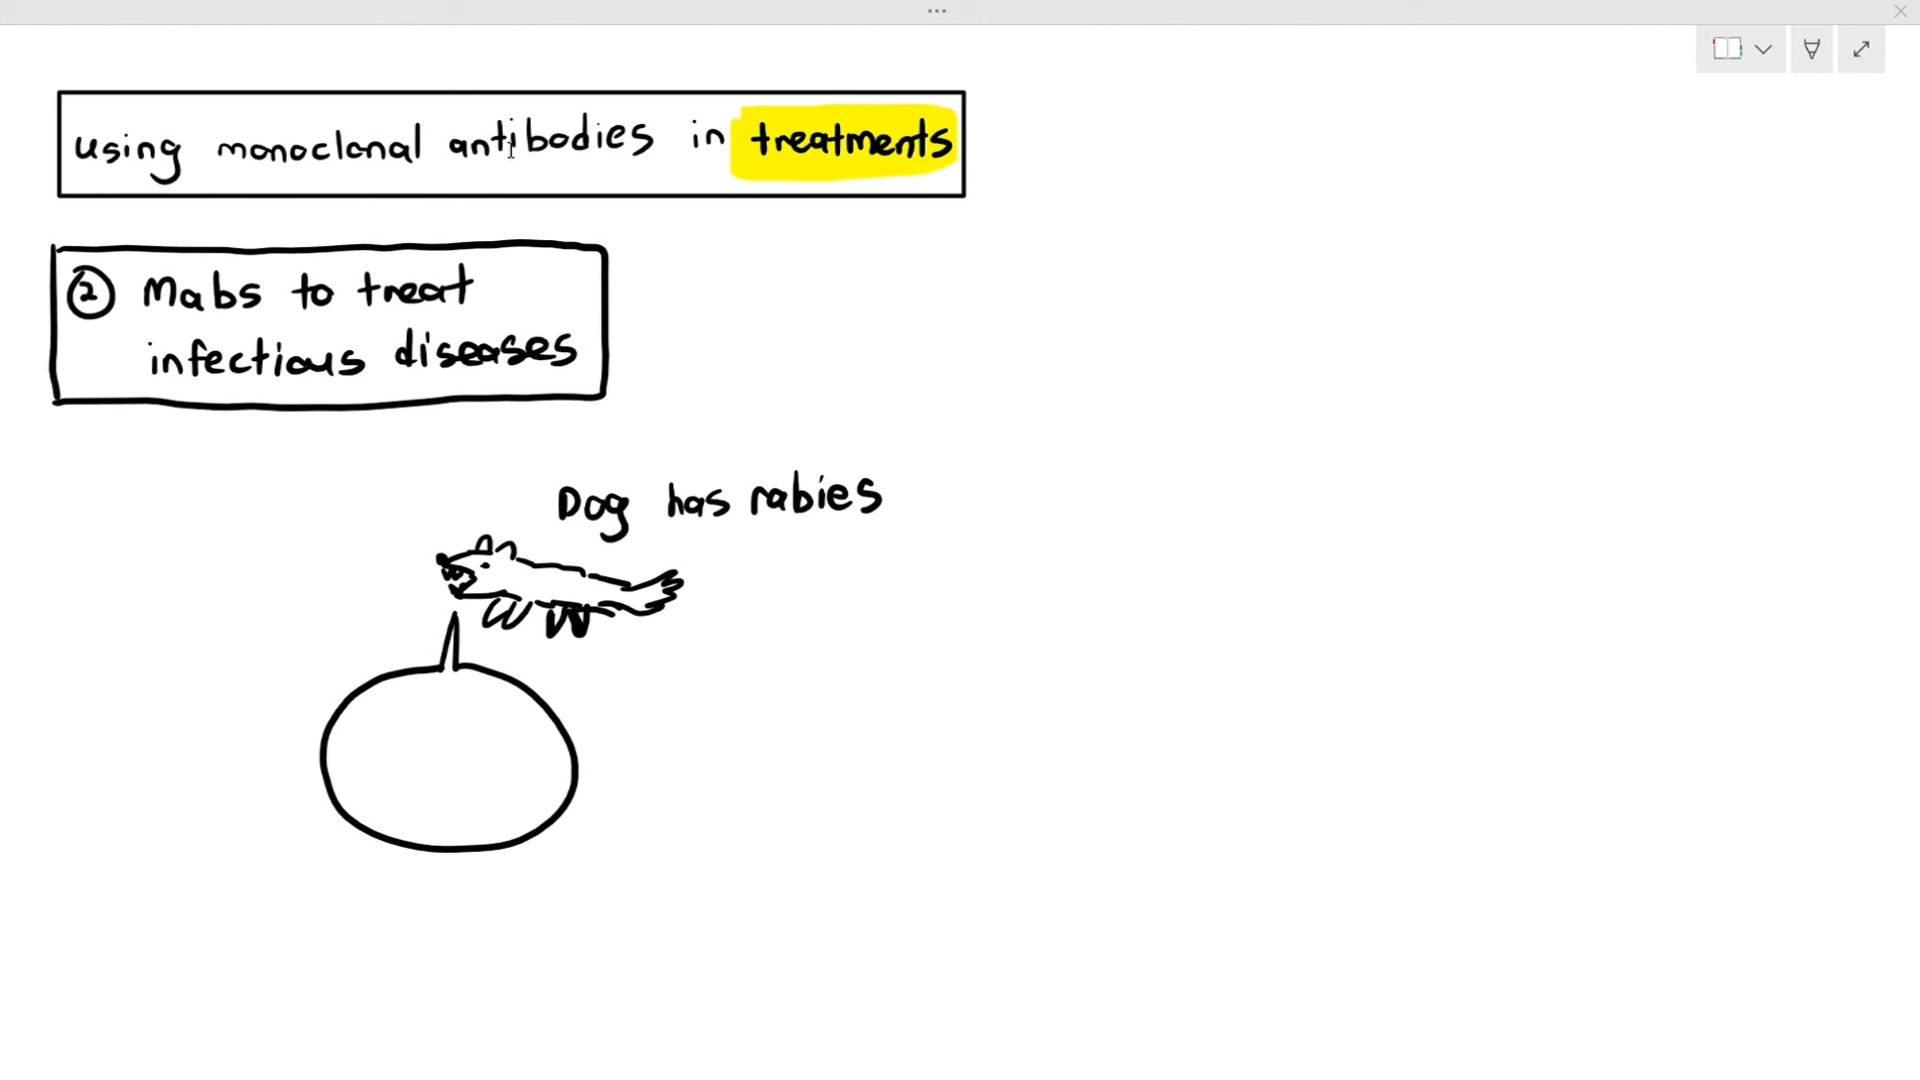 using monoclonal antibodies in treatments
② Mabs to treat
infectious diseases
Dog has rabies